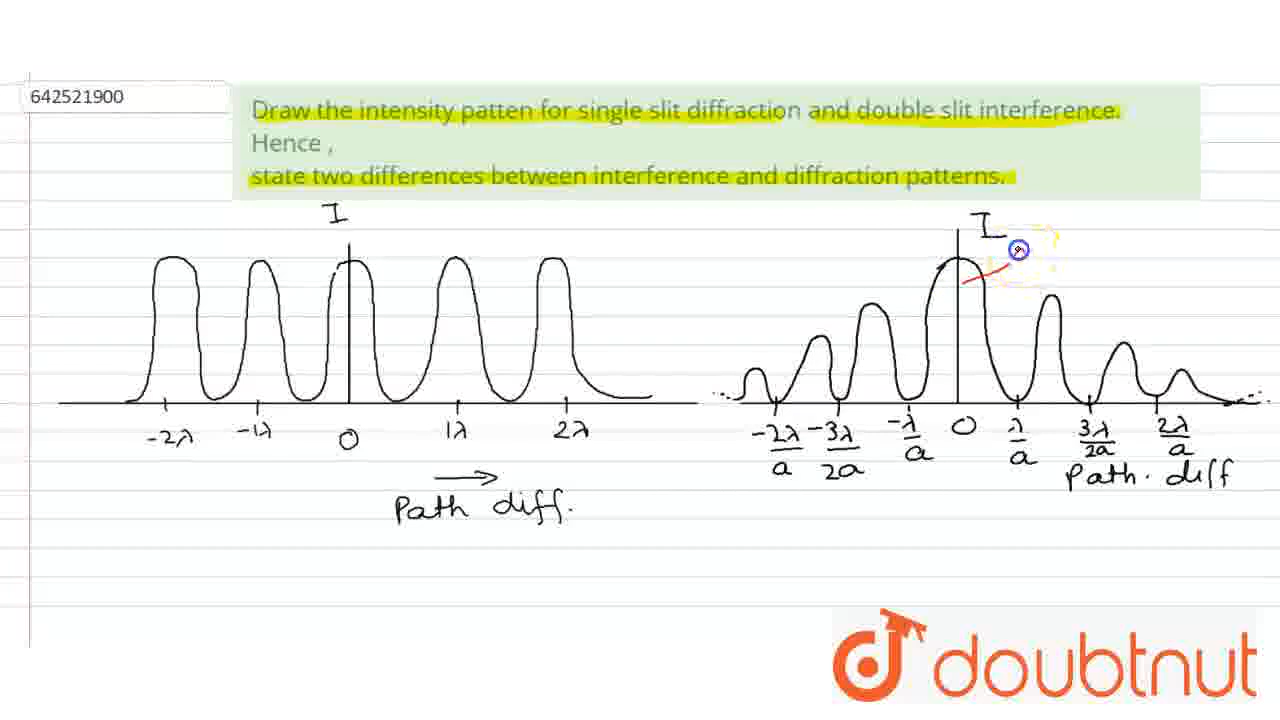 642521900
Draw the intensity patten for single slit diffraction and double slit interference.
Hence ,
state two differences between interference and diffraction patterns.
I
I
-2λ -1λ 0 1λ 2λ
-2λ/a -3λ/2a -λ/a 0 λ/a 3λ/2a 2λ/a
Path diff.
Path. diff
doubtnut